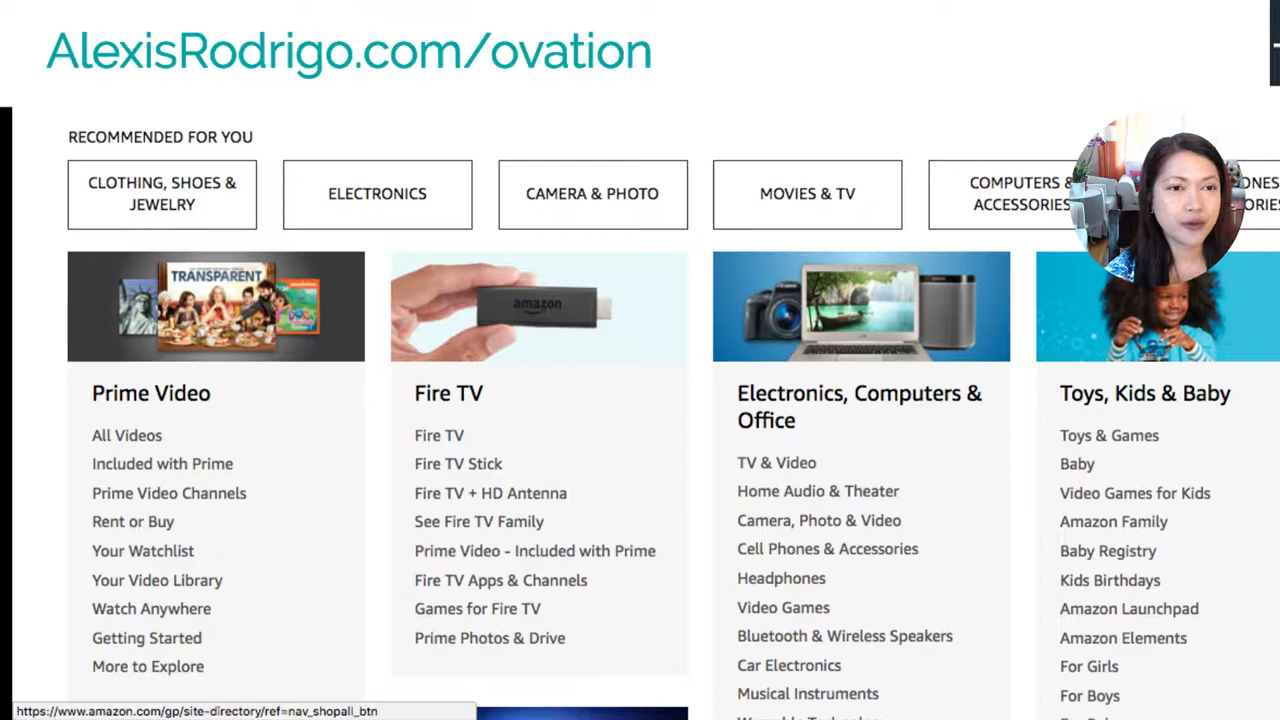 AlexisRodrigo.com/ovation
RECOMMENDED FOR YOU
CLOTHING, SHOES &
JEWELRY
ELECTRONICS
CAMERA & PHOTO
MOVIES & TV
COMPUTERS &
ACCESSORIES
TRANSPARENT
amazon
Prime Video
All Videos
Included with Prime
Prime Video Channels
Rent or Buy
Your Watchlist
Your Video Library
Watch Anywhere
Getting Started
More to Explore
Fire TV
Fire TV
Fire TV Stick
Fire TV + HD Antenna
See Fire TV Family
Prime Video - Included with Prime
Fire TV Apps & Channels
Games for Fire TV
Prime Photos & Drive
Electronics, Computers &
Office
TV & Video
Home Audio & Theater
Camera, Photo & Video
Cell Phones & Accessories
Headphones
Video Games
Bluetooth & Wireless Speakers
Car Electronics
Musical Instruments
Toys, Kids & Baby
Toys & Games
Baby
Video Games for Kids
Amazon Family
Baby Registry
Kids Birthdays
Amazon Launchpad
Amazon Elements
For Girls
For Boys
https://www.amazon.com/gp/site-directory/ref=nav_shopall_btn